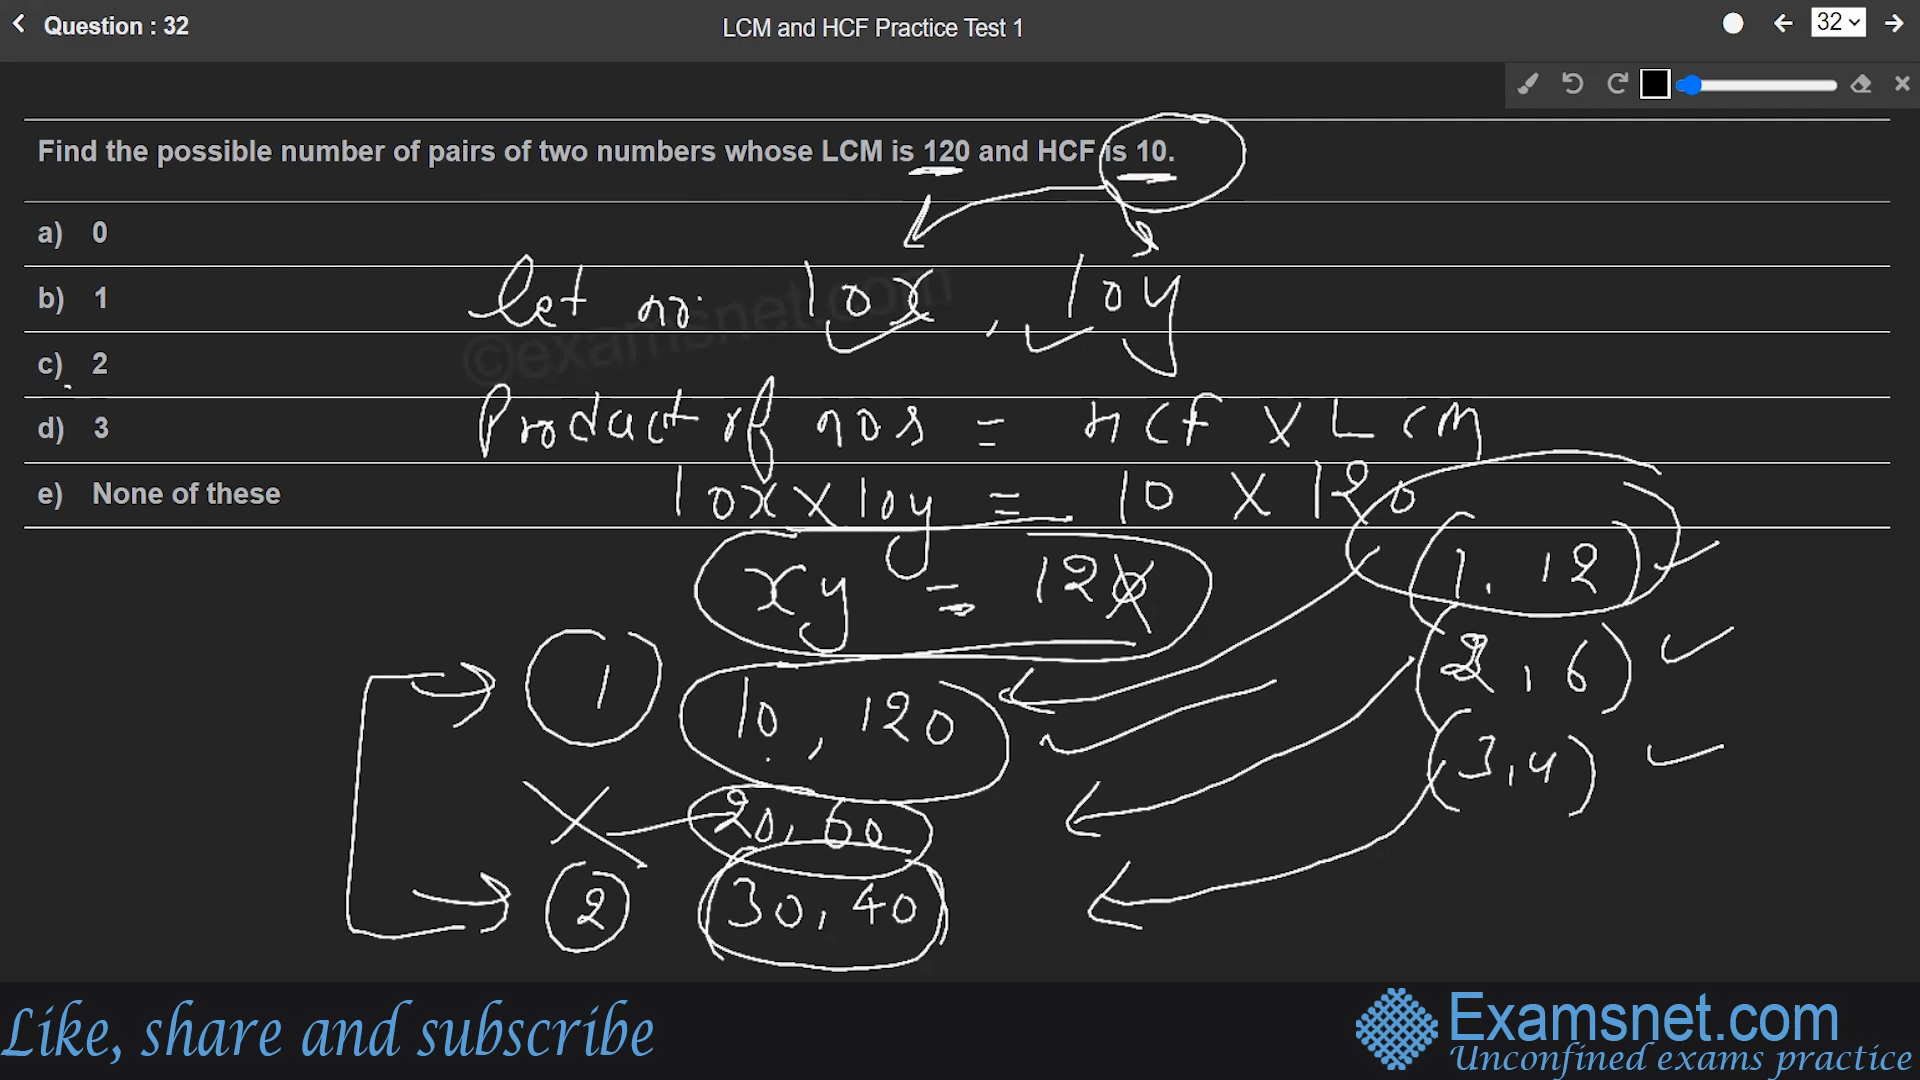 Question : 32
LCM and HCF Practice Test 1
32
Find the possible number of pairs of two numbers whose LCM is 120 and HCF is 10.
a) 0
b) 1
let no: 10x, 10y
©examsnet.com
c) 2
d) 3
Product of nos = HCF X LCM
e) None of these
10x X 10y = 10 X 120
xy = 120
1, 12
(2, 6)
(3, 4)
1
10, 120
X
20, 60
2
30, 40
Like, share and subscribe
Examsnet.com
Unconfined exams practice